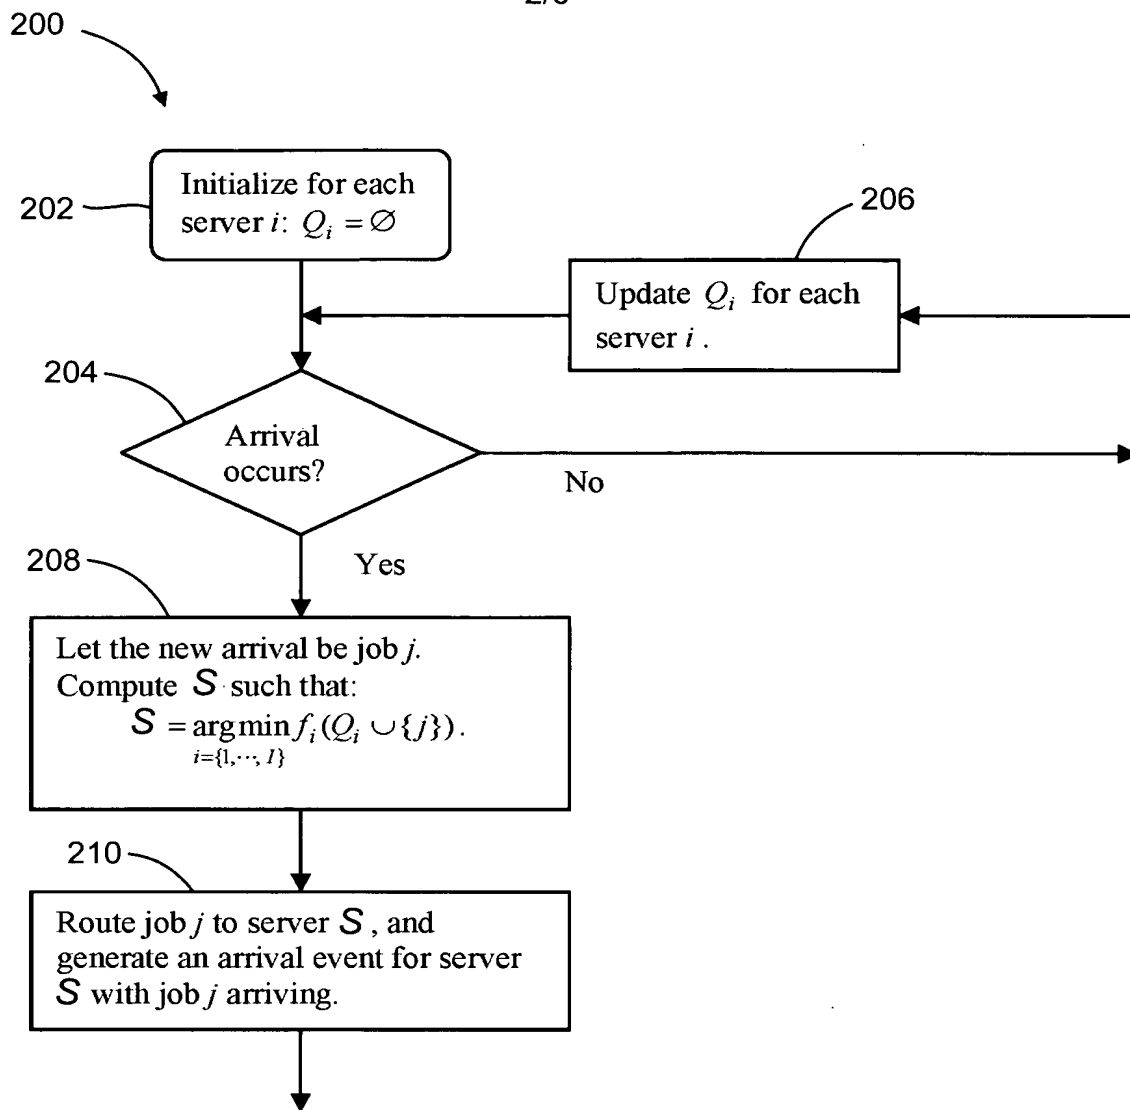 200
202
Initialize for each
server i: Q_i = ∅
206
Update Q_i for each
server i.
204
Arrival
occurs?
No
Yes
208
Let the new arrival be job j.
Compute S such that:
S = arg min f_i(Q_i ∪ {j}).
i={1,⋯, I}
210
Route job j to server S, and
generate an arrival event for server
S with job j arriving.